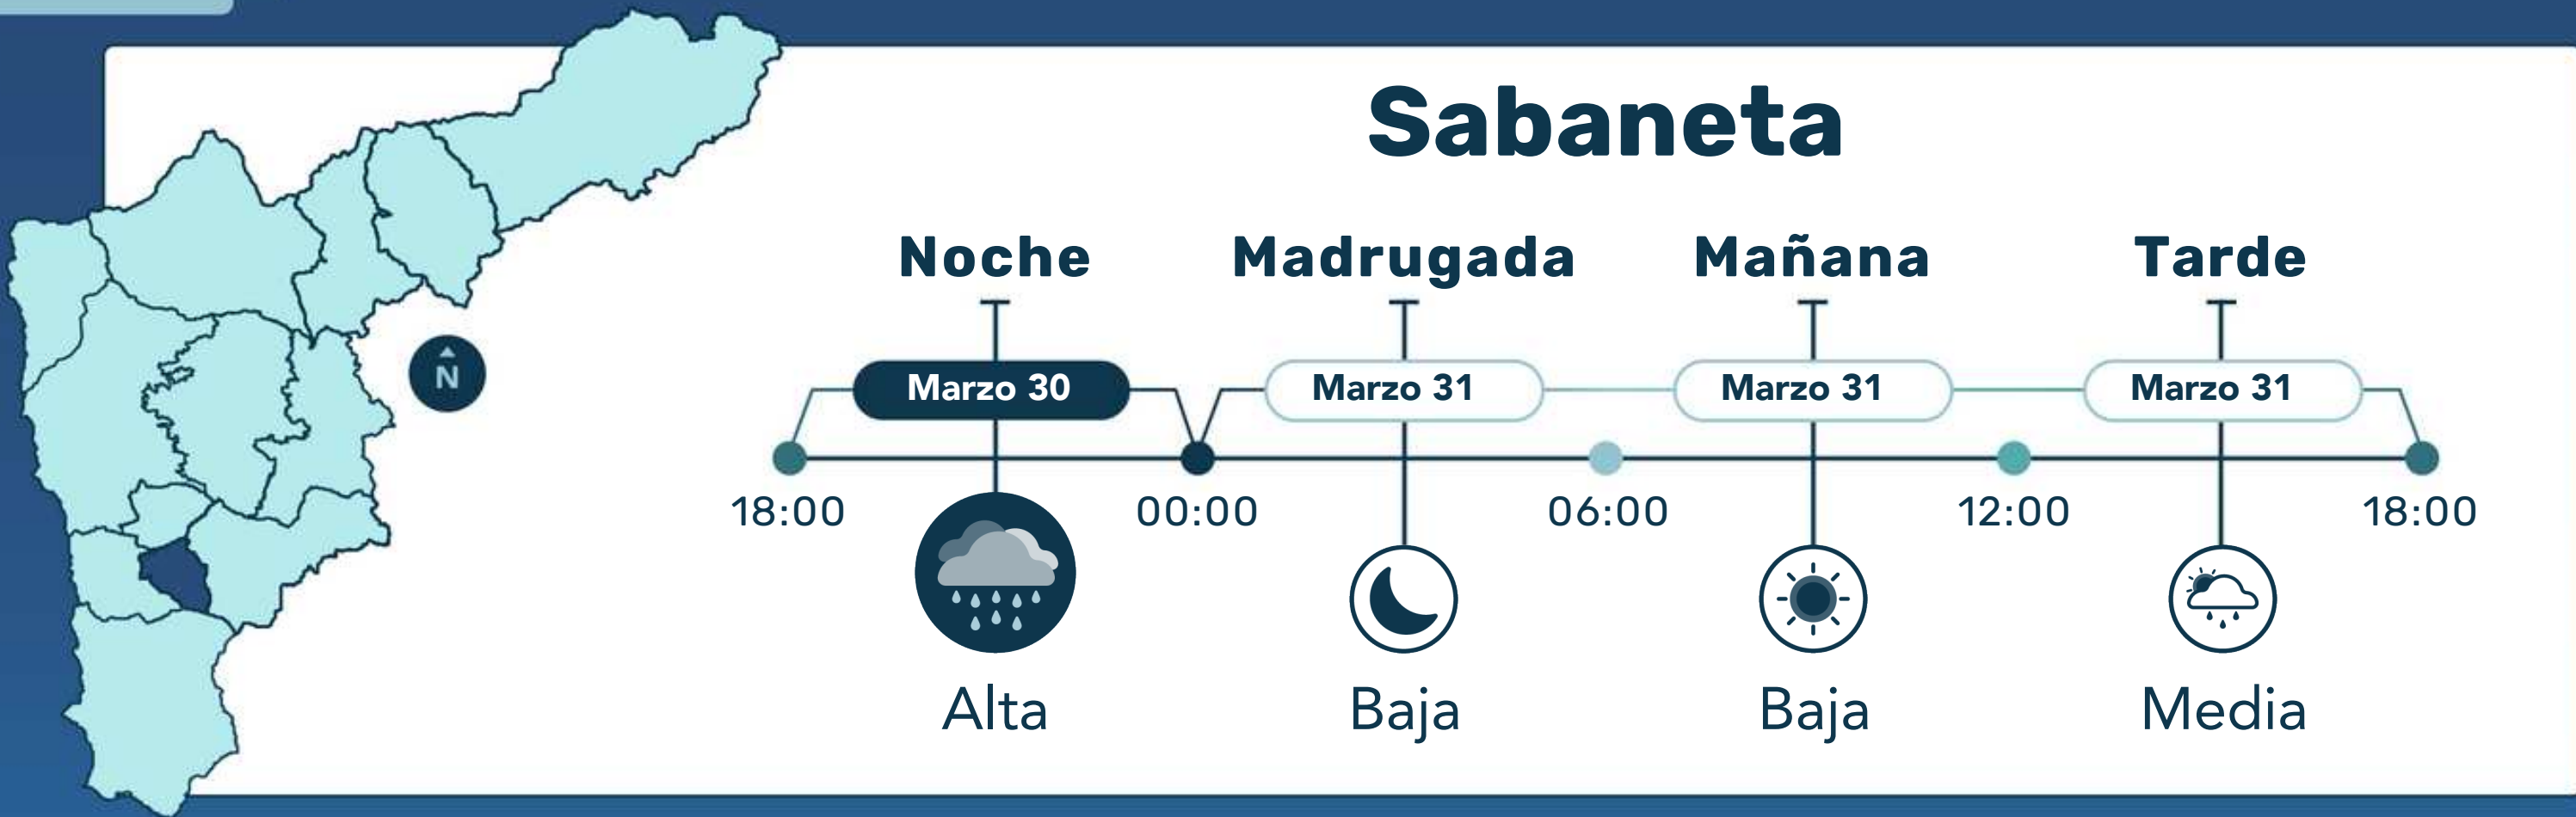 Sabaneta
Noche Madrugada Mañana Tarde
Marzo 30 Marzo 31 Marzo 31 Marzo 31
N
18:00 00:00 06:00 12:00 18:00
Alta Baja Baja Media